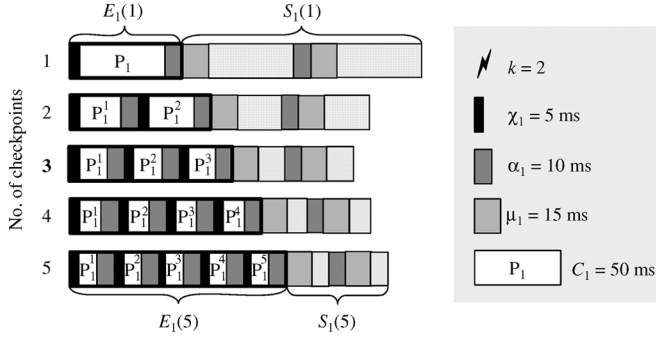 E₁(1) S₁(1)
No. of checkpoints
1 P₁
2 P₁¹ P₁²
3 P₁¹ P₁² P₁³
4 P₁¹ P₁² P₁³ P₁⁴
5 P₁¹ P₁² P₁³ P₁⁴ P₁⁵
E₁(5) S₁(5)
k = 2
χ₁ = 5 ms
α₁ = 10 ms
μ₁ = 15 ms
P₁ C₁ = 50 ms